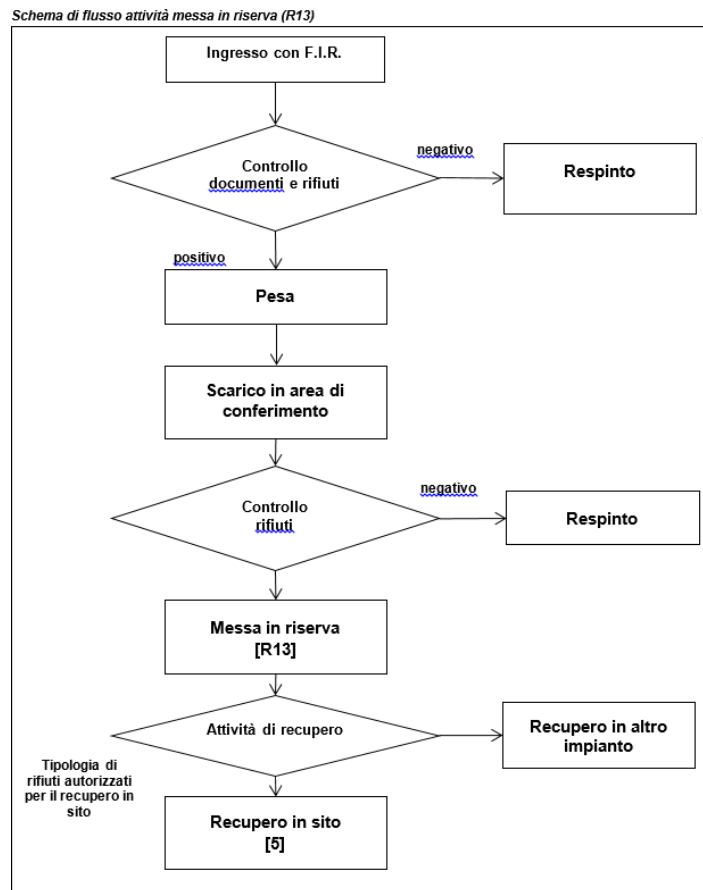 Schema di flusso attività messa in riserva (R13)
Ingresso con F.I.R.
negativo
Controllo
documenti e rifiuti
Respinto
positivo
Pesa
Scarico in area di
conferimento
negativo
Controllo
rifiuti
Respinto
Messa in riserva
[R13]
Attività di recupero
Recupero in altro
impianto
Tipologia di
rifiuti autorizzati
per il recupero in
sito
Recupero in sito
[5]